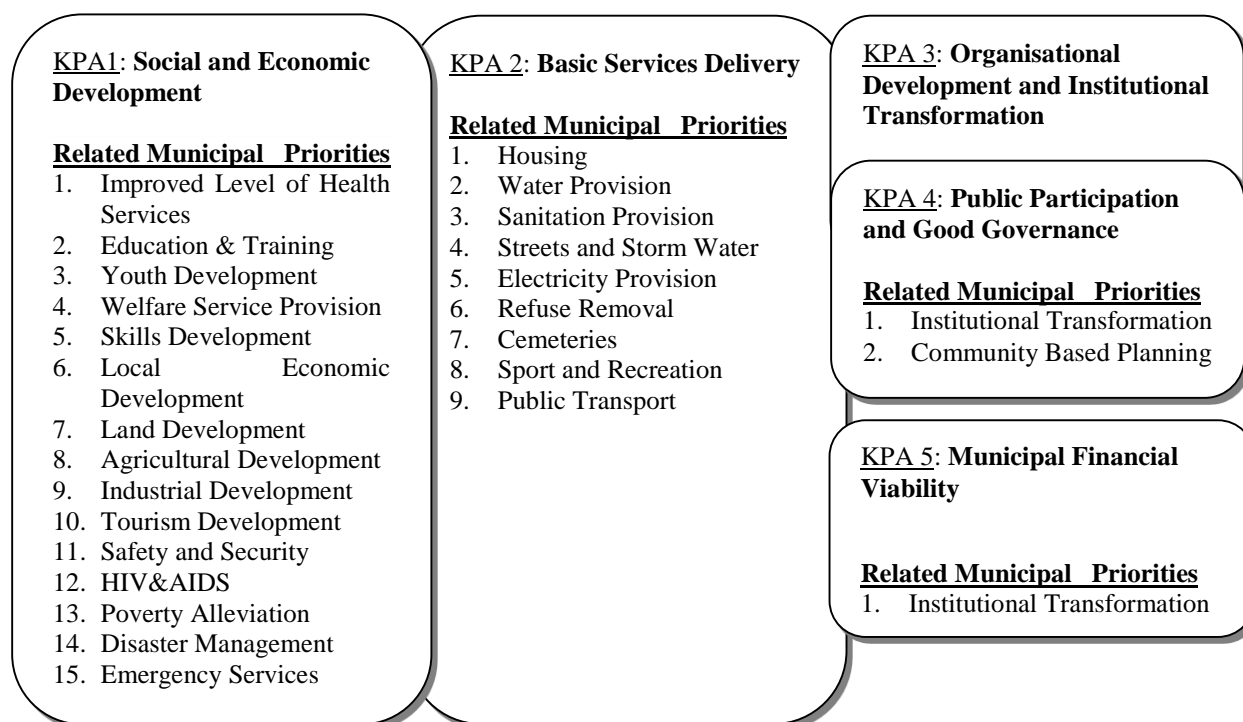 KPA1: Social and Economic
Development
Related Municipal Priorities
1. Improved Level of Health
Services
2. Education & Training
3. Youth Development
4. Welfare Service Provision
5. Skills Development
6. Local Economic
Development
7. Land Development
8. Agricultural Development
9. Industrial Development
10. Tourism Development
11. Safety and Security
12. HIV&AIDS
13. Poverty Alleviation
14. Disaster Management
15. Emergency Services
KPA 2: Basic Services Delivery
Related Municipal Priorities
1. Housing
2. Water Provision
3. Sanitation Provision
4. Streets and Storm Water
5. Electricity Provision
6. Refuse Removal
7. Cemeteries
8. Sport and Recreation
9. Public Transport
KPA 3: Organisational
Development and Institutional
Transformation
KPA 4: Public Participation
and Good Governance
Related Municipal Priorities
1. Institutional Transformation
2. Community Based Planning
KPA 5: Municipal Financial
Viability
Related Municipal Priorities
1. Institutional Transformation